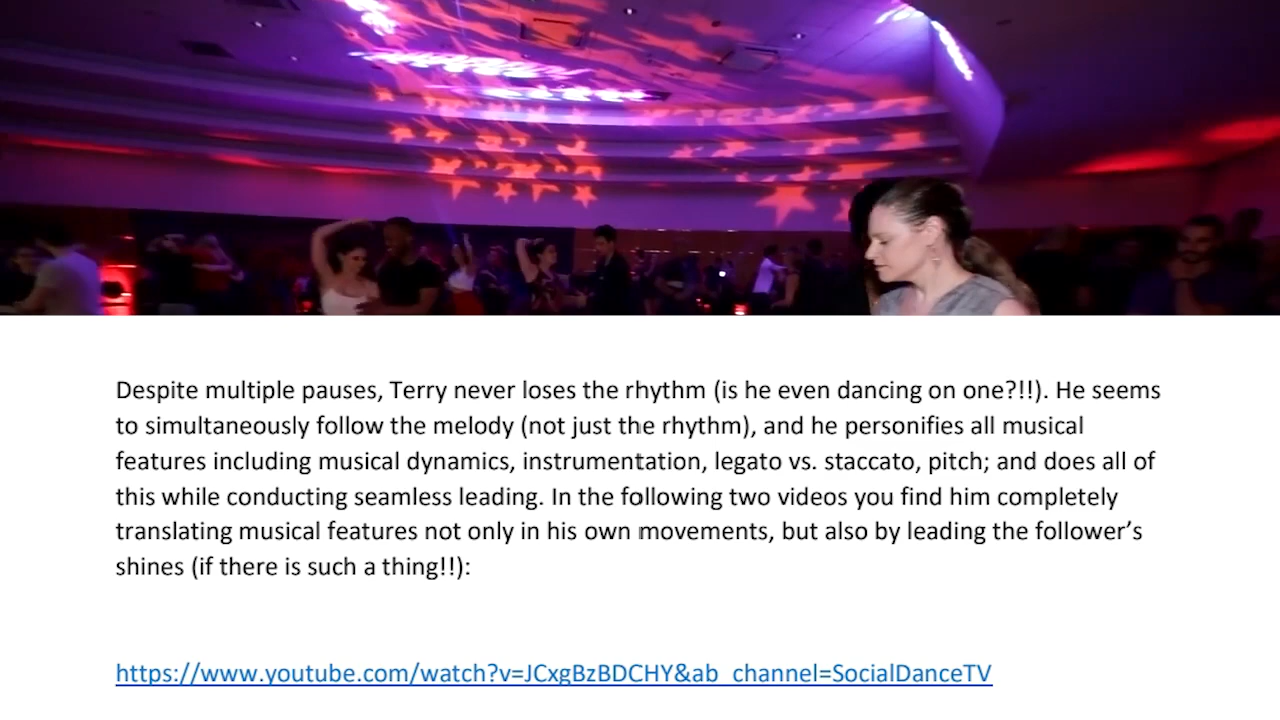 Despite multiple pauses, Terry never loses the rhythm (is he even dancing on one?!!). He seems
to simultaneously follow the melody (not just the rhythm), and he personifies all musical
features including musical dynamics, instrumentation, legato vs. staccato, pitch; and does all of
this while conducting seamless leading. In the following two videos you find him completely
translating musical features not only in his own movements, but also by leading the follower’s
shines (if there is such a thing!!):
https://www.youtube.com/watch?v=JCxgBzBDCHY&ab_channel=SocialDanceTV